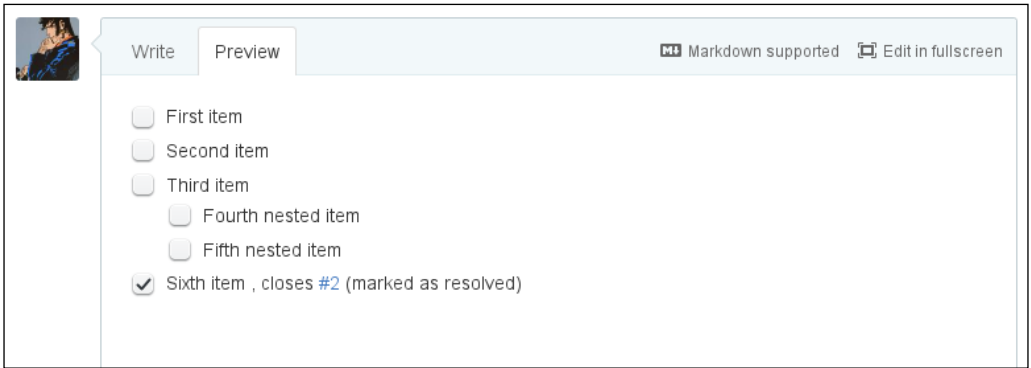 Write Preview M↓ Markdown supported Edit in fullscreen
First item
Second item
Third item
Fourth nested item
Fifth nested item
Sixth item , closes #2 (marked as resolved)